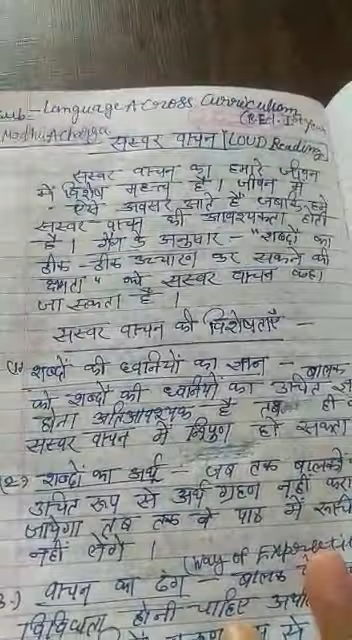 Sub - Language Across Curriculum
(B.Ed - Ist Year
Madhu Acharya
सस्वर वाचन [LOUD Reading]
सस्वर वाचन का हमारे जीवन
में विशेष महत्व है । जीवन में
ऐसे अवसर आते हैं जबकि हमें
सस्वर वाचन की आवश्यकता होती
है । के अनुसार - "शब्दों का
ठीक - ठीक उच्चारण कर सकने की
क्षमता" को सस्वर वाचन कहा
जा सकता है ।
सस्वर वाचन की विशेषताएँ -
(1) शब्दों की ध्वनियों का ज्ञान - बालक
को शब्दों की ध्वनियों का उचित
होना अतिआवश्यक है तब ही
सस्वर वाचन में निपुण हो सकता
(2) शब्दों का अर्थ - जब तक बालकों
उचित रूप से अर्थ ग्रहण नहीं
जायेगा तब तक वे पाठ में रूचि
नहीं लेंगे ।
(Way of
3.) वाचन का ढंग - बालक
विविधता होनी चाहिए